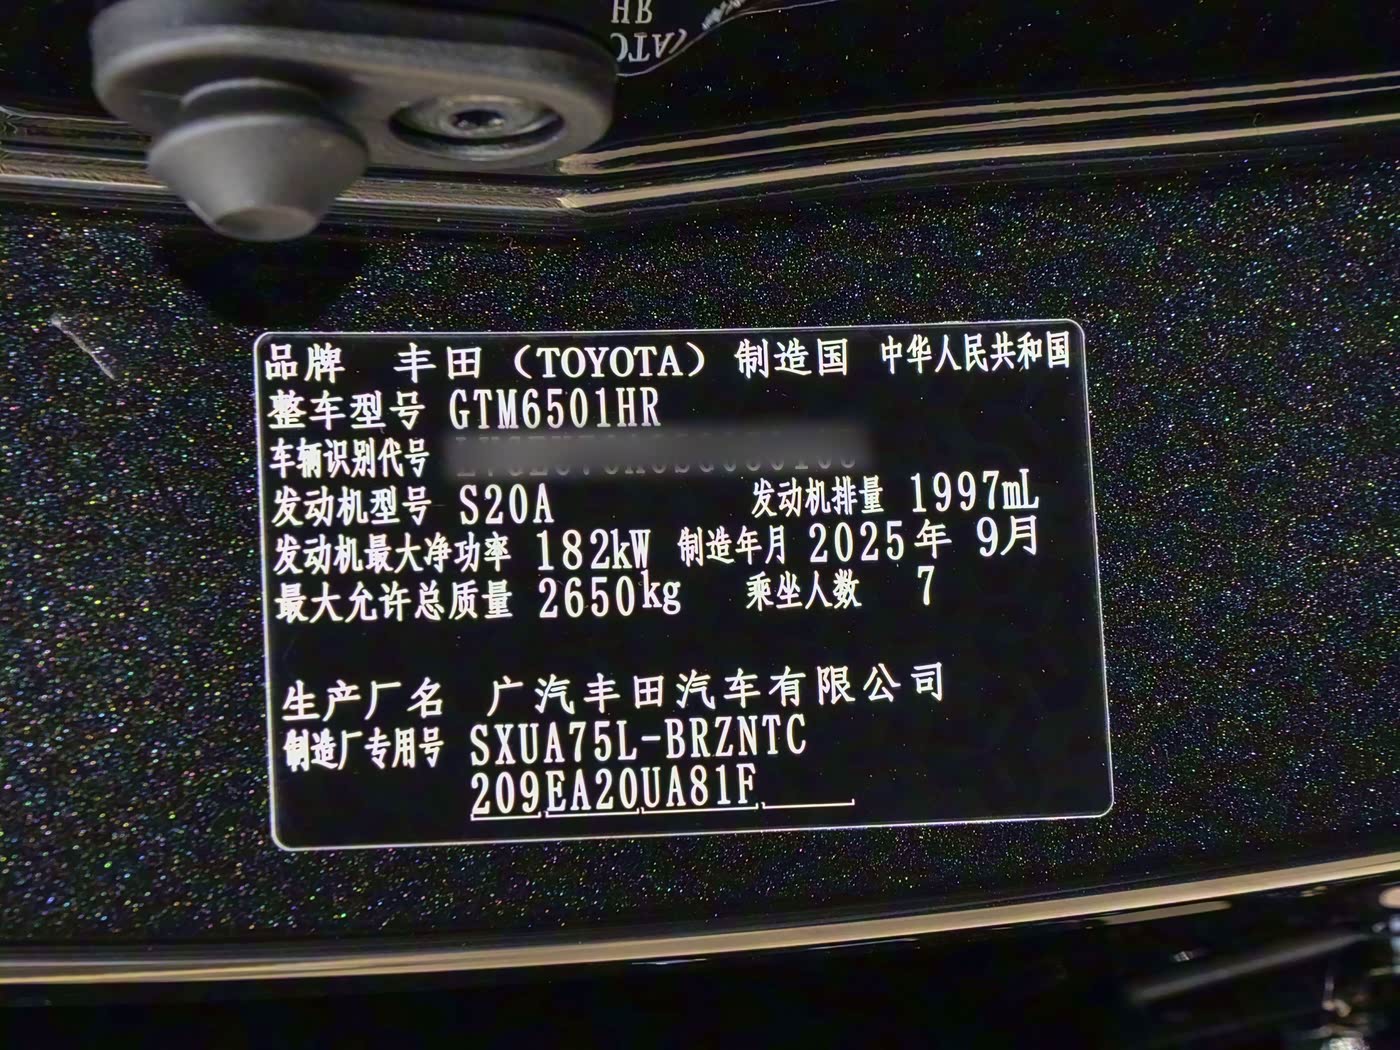 HR
(ATC
品牌 丰田（TOYOTA）制造国 中华人民共和国
整车型号 GTM6501HR
车辆识别代号
发动机型号 S20A 发动机排量 1997mL
发动机最大净功率 182kW 制造年月 2025年 9月
最大允许总质量 2650kg 乘坐人数 7
生产厂名 广汽丰田汽车有限公司
制造厂专用号 SXUA75L-BRZNTC
209EA20UA81F